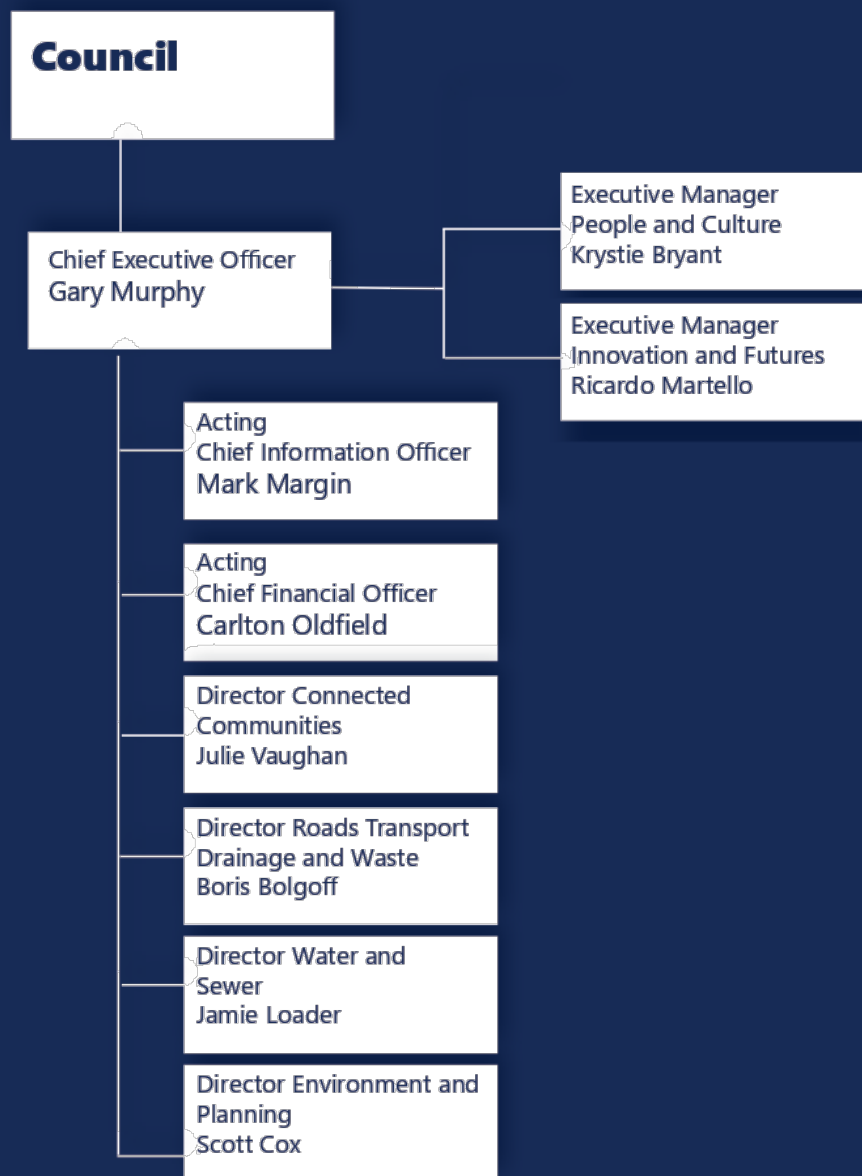 Council
Chief Executive Officer
Gary Murphy
Executive Manager
People and Culture
Krystie Bryant
Executive Manager
Innovation and Futures
Ricardo Martello
Acting
Chief Information Officer
Mark Margin
Acting
Chief Financial Officer
Carlton Oldfield
Director Connected
Communities
Julie Vaughan
Director Roads Transport
Drainage and Waste
Boris Bolgoff
Director Water and
Sewer
Jamie Loader
Director Environment and
Planning
Scott Cox